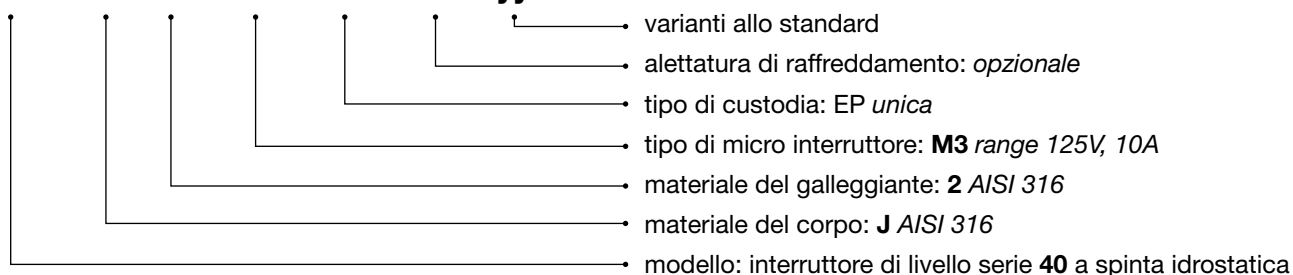 varianti allo standard
alettatura di raffreddamento: opzionale
tipo di custodia: EP unica
tipo di micro interruttore: M3 range 125V, 10A
materiale del galleggiante: 2 AISI 316
materiale del corpo: J AISI 316
modello: interruttore di livello serie 40 a spinta idrostatica